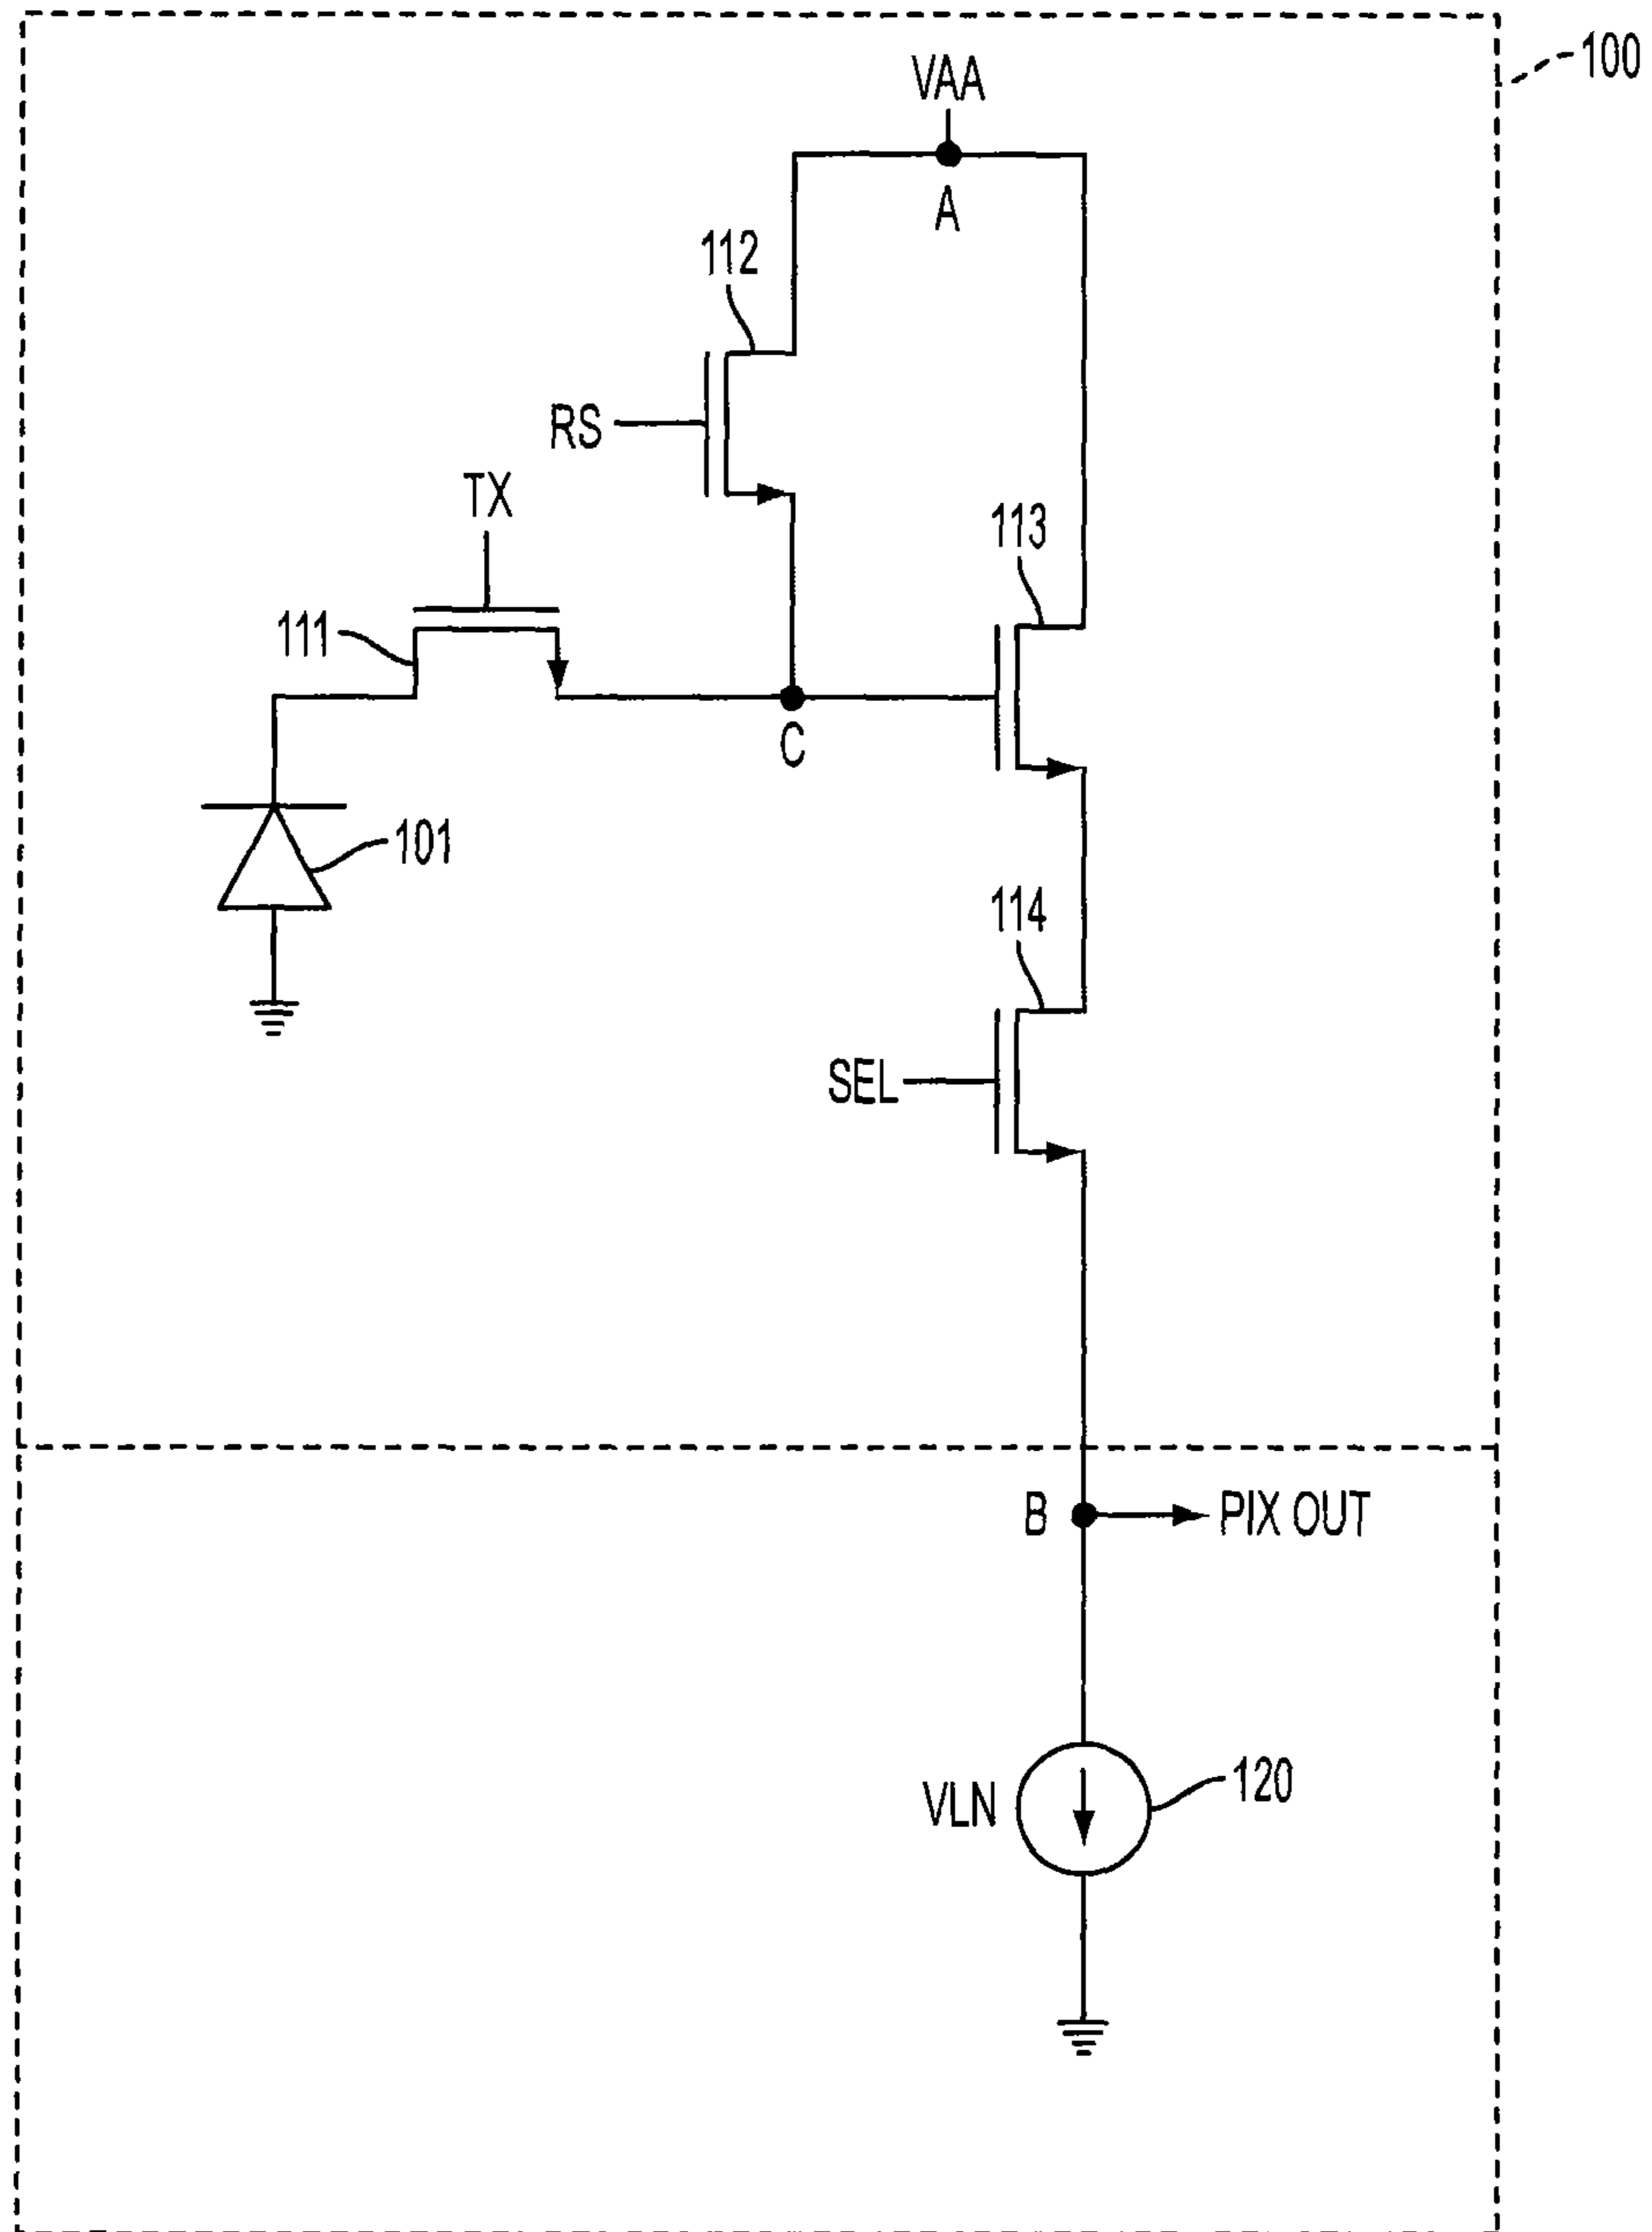 100
VAA
A
112
RS
TX
113
111
C
101
114
SEL
B
PIX OUT
VLN
120